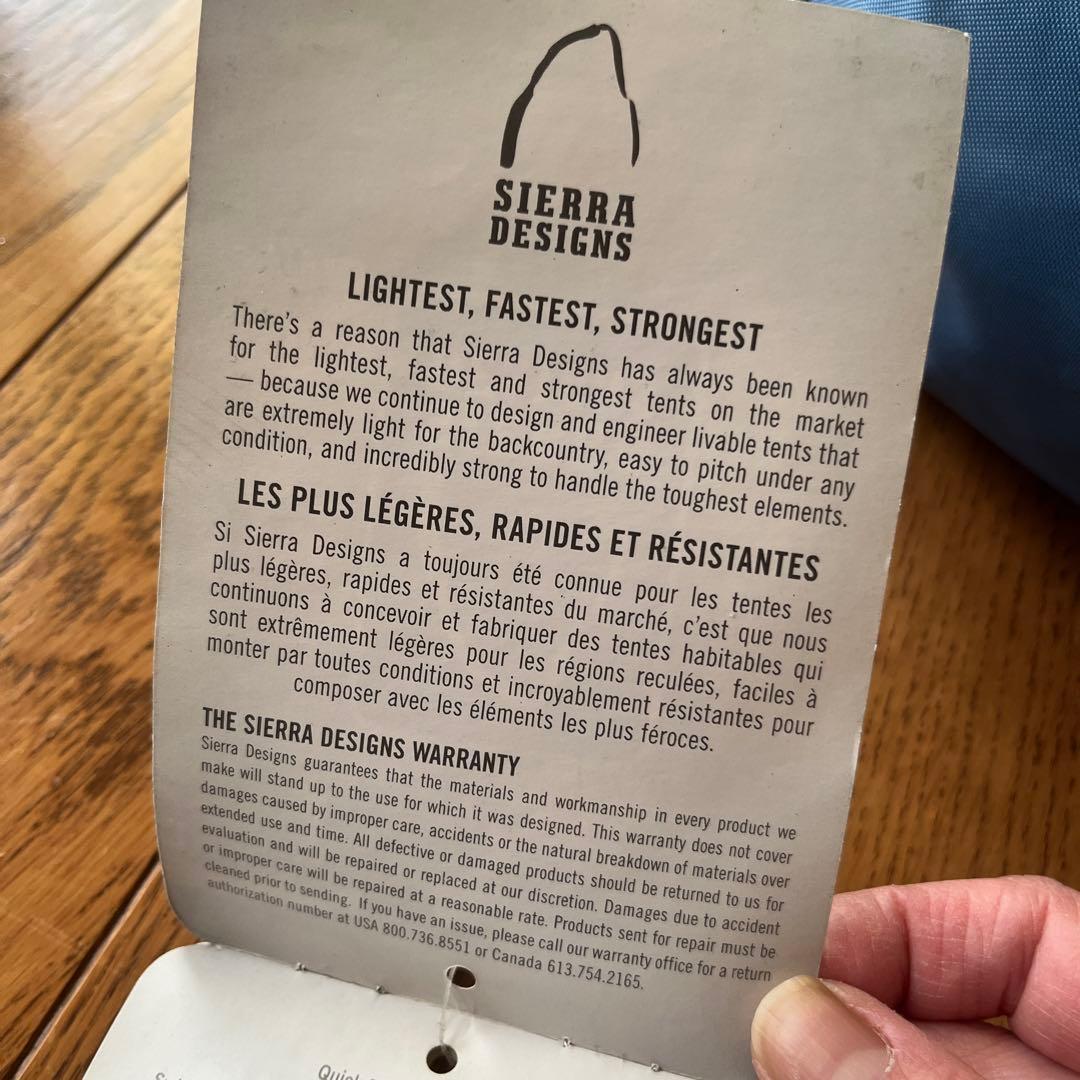 SIERRA
DESIGNS
LIGHTEST, FASTEST, STRONGEST
There's a reason that Sierra Designs has always been known
for the lightest, fastest and strongest tents on the market
— because we continue to design and engineer livable tents that
are extremely light for the backcountry, easy to pitch under any
condition, and incredibly strong to handle the toughest elements.
LES PLUS LÉGÈRES, RAPIDES ET RÉSISTANTES
Si Sierra Designs a toujours été connue pour les tentes les
plus légères, rapides et résistantes du marché, c'est que nous
continuons à concevoir et fabriquer des tentes habitables qui
sont extrêmement légères pour les régions reculées, faciles à
monter par toutes conditions et incroyablement résistantes pour
composer avec les éléments les plus féroces.
THE SIERRA DESIGNS WARRANTY
Sierra Designs guarantees that the materials and workmanship in every product we
make will stand up to the use for which it was designed. This warranty does not cover
damages caused by improper care, accidents or the natural breakdown of materials over
extended use and time. All defective or damaged products should be returned to us for
evaluation and will be repaired or replaced at our discretion. Damages due to accident
or improper care will be repaired at a reasonable rate. Products sent for repair must be
cleaned prior to sending. If you have an issue, please call our warranty office for a return
authorization number at USA 800.736.8551 or Canada 613.754.2165.